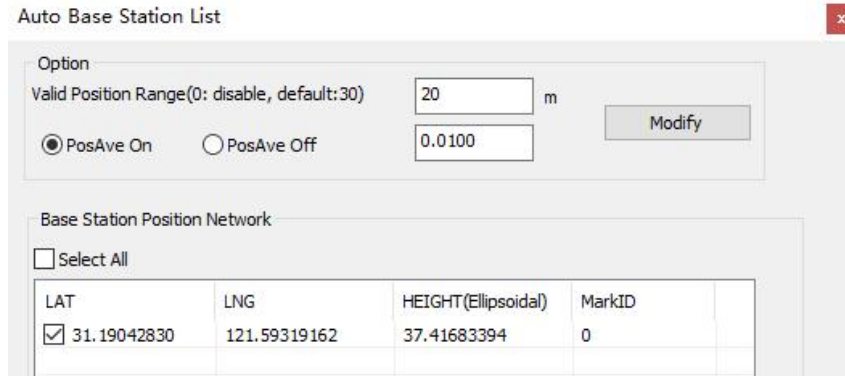 Auto Base Station List
x
Option
Valid Position Range(0: disable, default:30) 20 m
Modify
PosAve On PosAve Off 0.0100
Base Station Position Network
Select All
LAT LNG HEIGHT(Ellipsoidal) MarkID
31.19042830 121.59319162 37.41683394 0